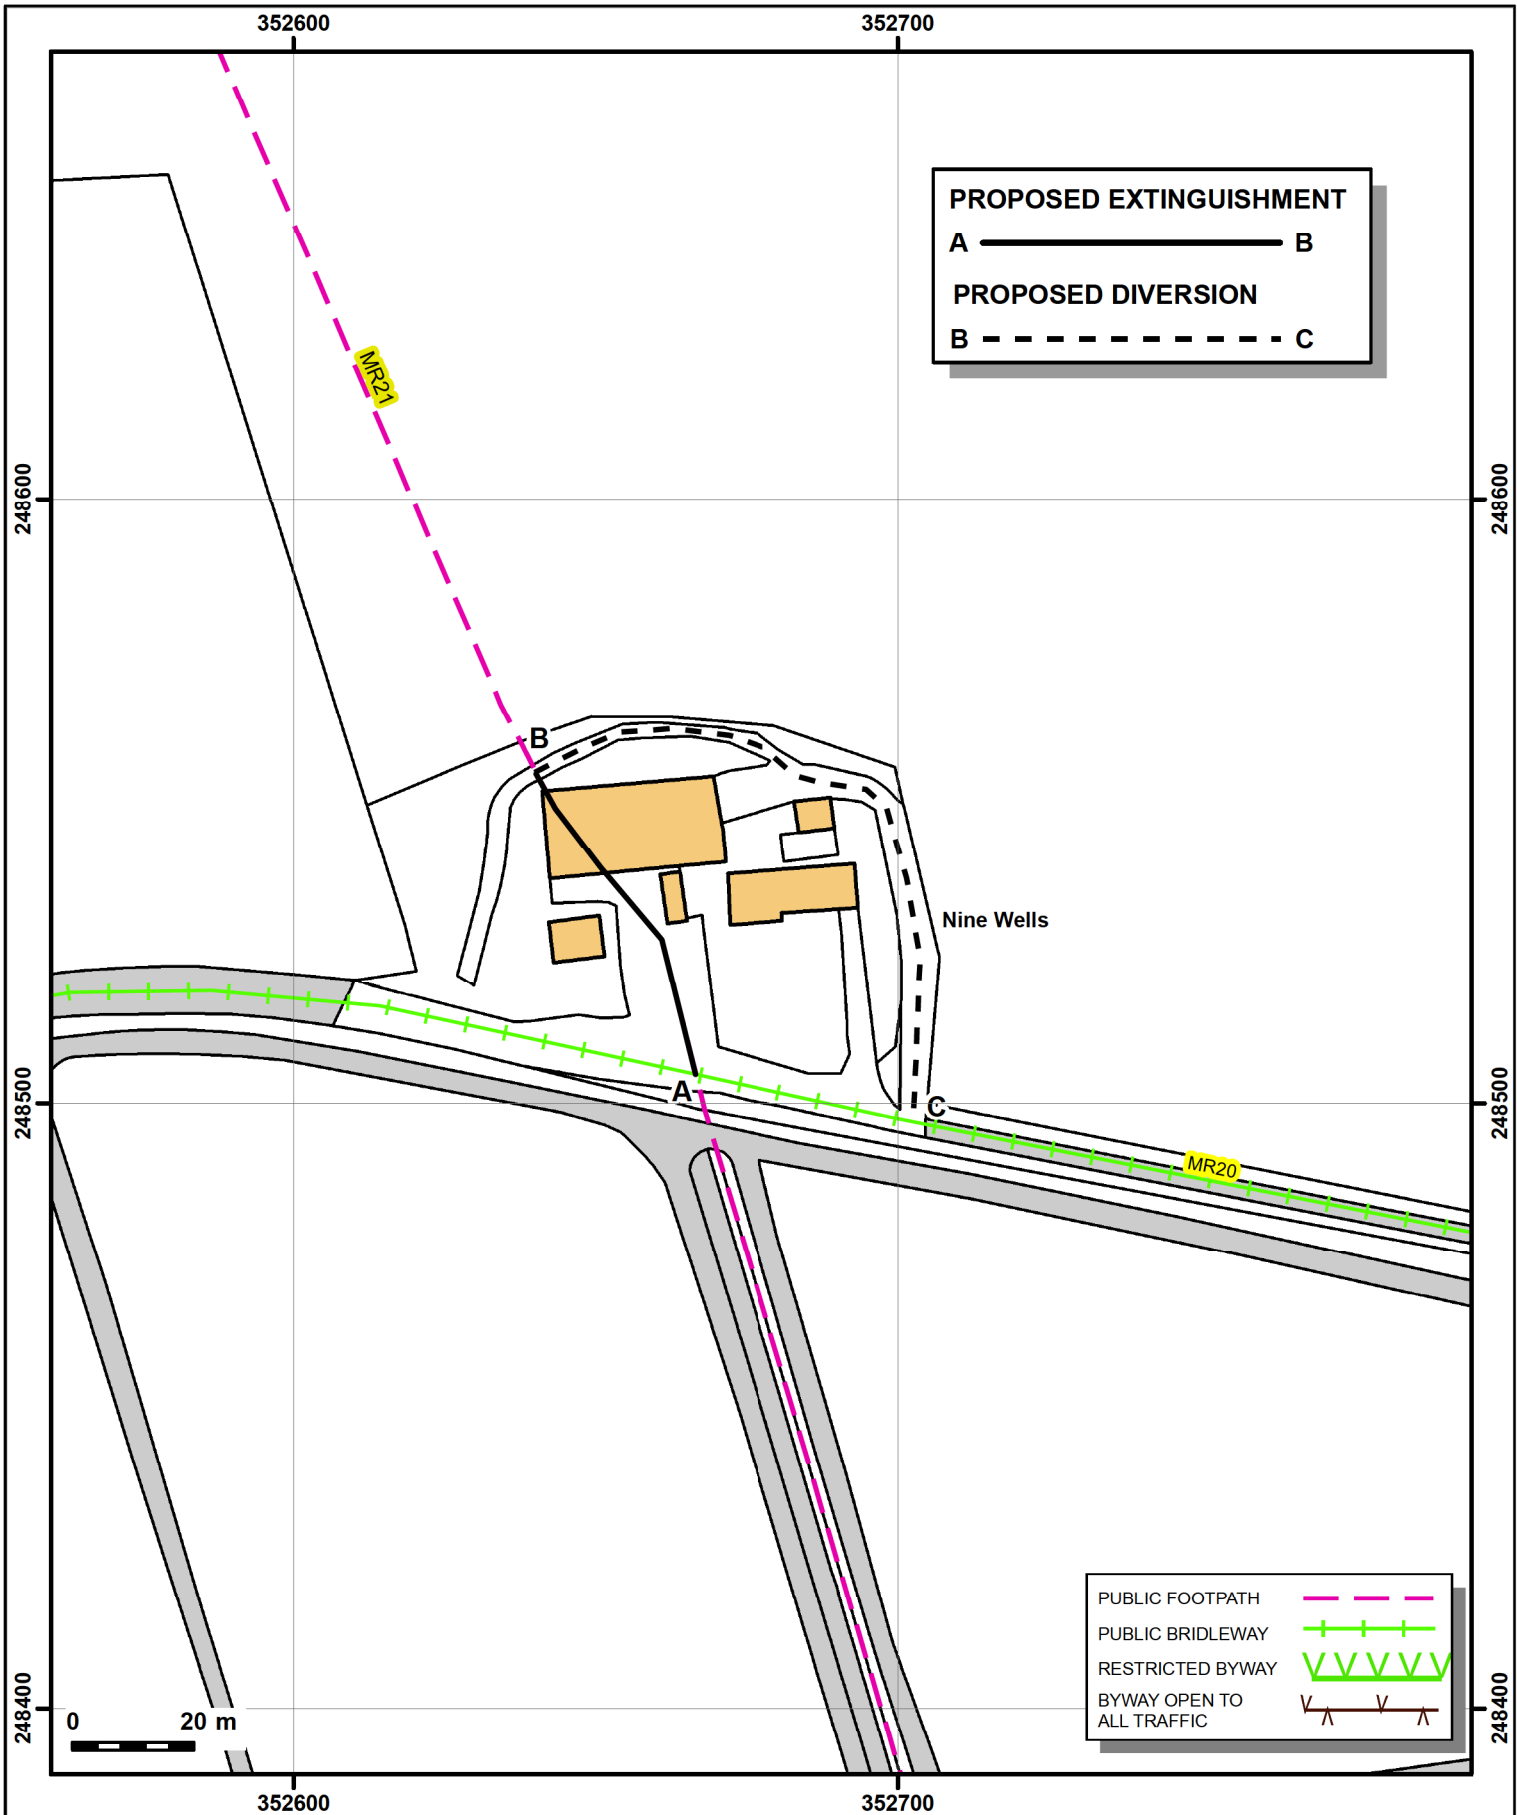 352600
352700
PROPOSED EXTINGUISHMENT
A B
PROPOSED DIVERSION
B C
MR21
248600
248600
B
Nine Wells
248500
248500
A
C
MR20
PUBLIC FOOTPATH
PUBLIC BRIDLEWAY
RESTRICTED BYWAY
BYWAY OPEN TO
ALL TRAFFIC
248400
248400
0 20 m
352600
352700